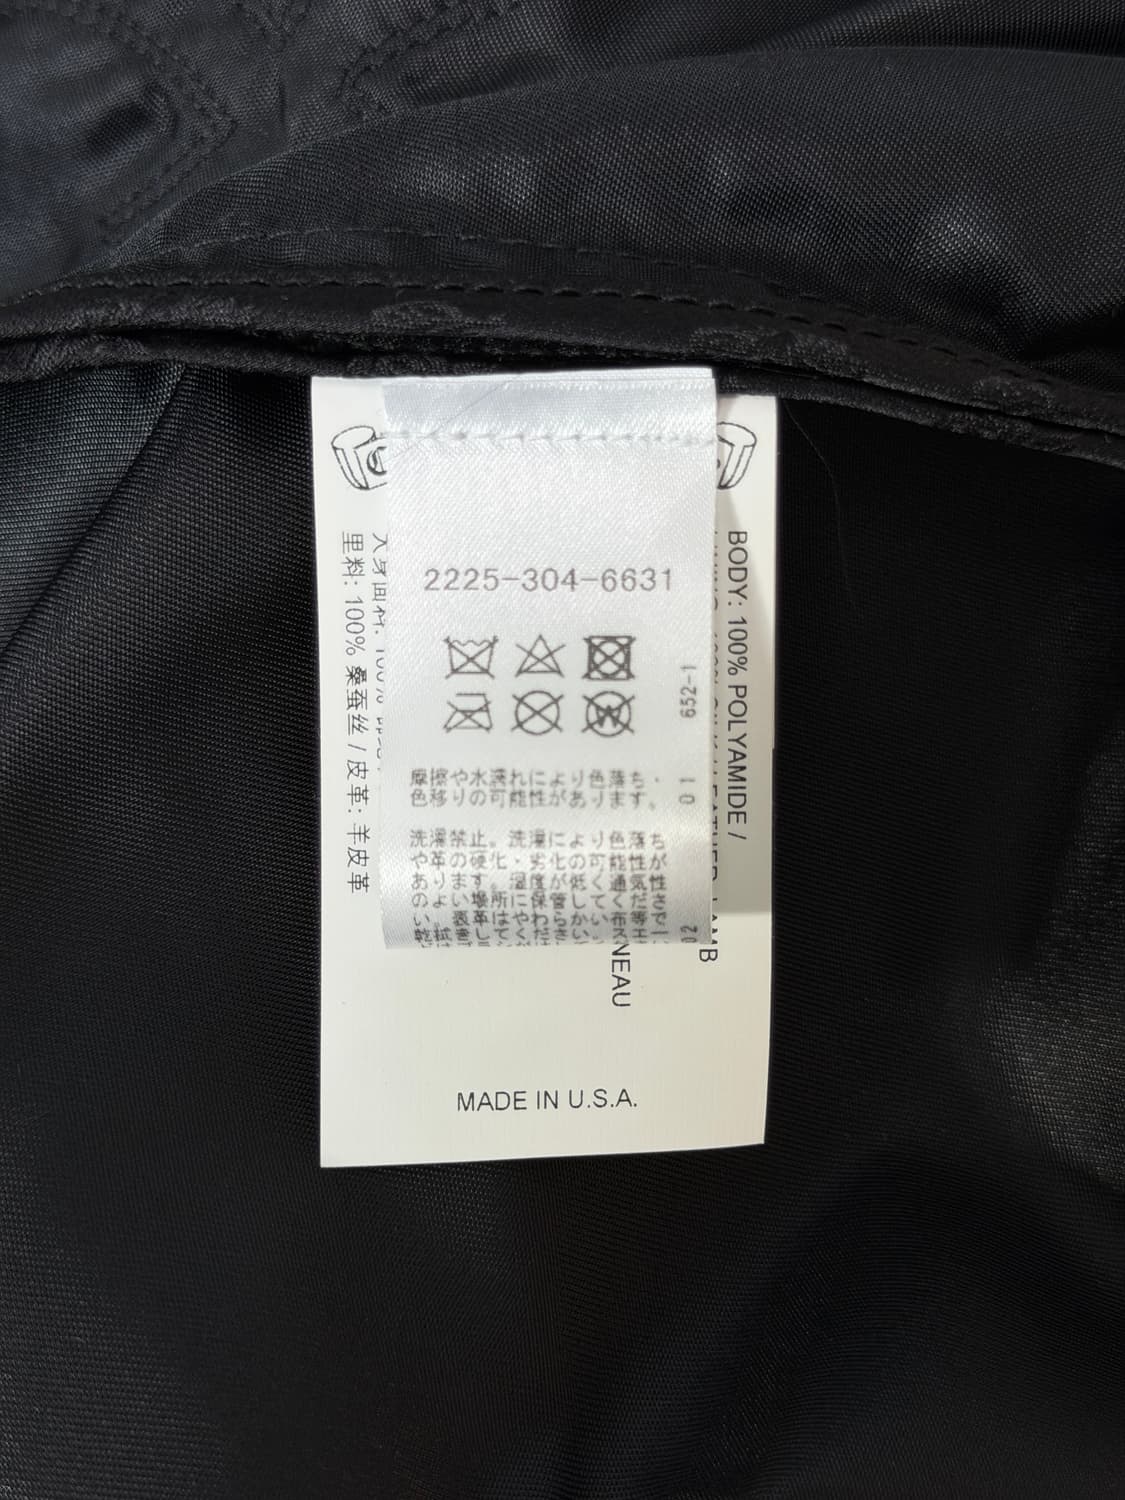 2225-304-6631
652-1
01
02
摩擦や水濡れにより色落ち・
色移りの可能性があります。
洗濯禁止。洗濯により色落ち
や革の硬化・劣化の可能性が
あります。湿度が低く通気性
のよい場所に保管してくださ
い。
里料: 100% 桑蚕丝 / 皮革: 羊皮革
BODY: 100% POLYAMIDE /
LAMB
NEAU
MADE IN U.S.A.